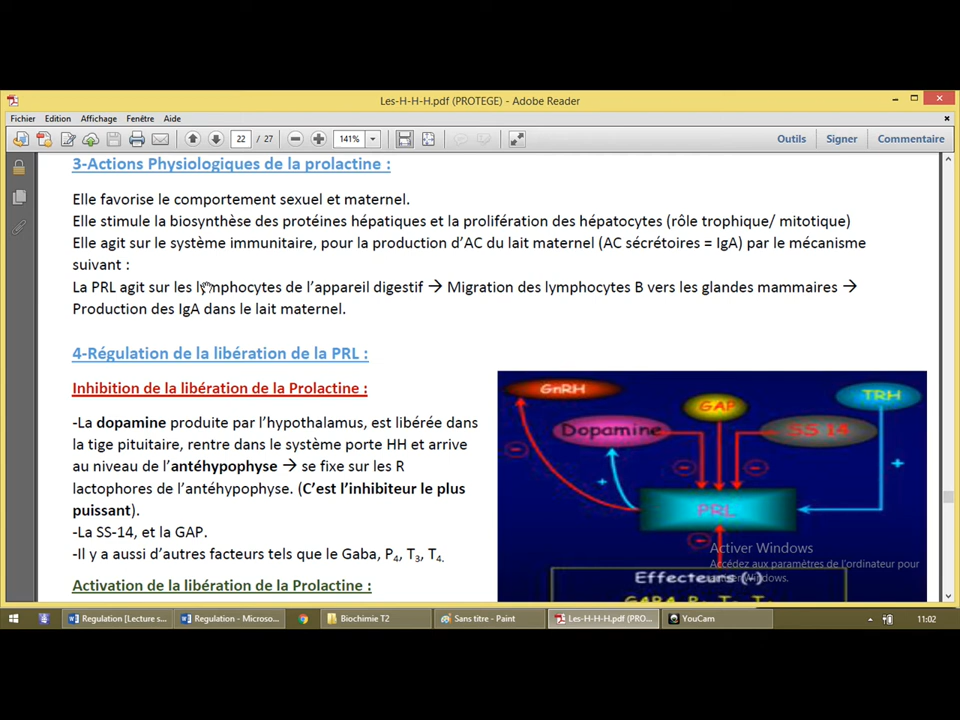 Les-H-H-H.pdf (PROTEGE) - Adobe Reader
Fichier Edition Affichage Fenêtre Aide
22 / 27 141% Outils Signer Commentaire
3-Actions Physiologiques de la prolactine :
Elle favorise le comportement sexuel et maternel.
Elle stimule la biosynthèse des protéines hépatiques et la prolifération des hépatocytes (rôle trophique/ mitotique)
Elle agit sur le système immunitaire, pour la production d'AC du lait maternel (AC sécrétoires = IgA) par le mécanisme
suivant :
La PRL agit sur les lymphocytes de l'appareil digestif → Migration des lymphocytes B vers les glandes mammaires →
Production des IgA dans le lait maternel.
4-Régulation de la libération de la PRL :
Inhibition de la libération de la Prolactine :
-La dopamine produite par l'hypothalamus, est libérée dans
la tige pituitaire, rentre dans le système porte HH et arrive
au niveau de l'antéhypophyse → se fixe sur les R
lactophores de l'antéhypophyse. (C'est l'inhibiteur le plus
puissant).
-La SS-14, et la GAP.
-Il y a aussi d'autres facteurs tels que le Gaba, P4, T3, T4.
Activation de la libération de la Prolactine :
GnRH
GAP
TRH
Dopamine
SS 14
PRL
Activer Windows
Accédez aux paramètres de l'ordinateur pour
Windows.
Effecteurs (-)
Regulation [Lecture s... Regulation - Microso... Biochimie T2 Sans titre - Paint Les-H-H-H.pdf (PRO... YouCam 11:02